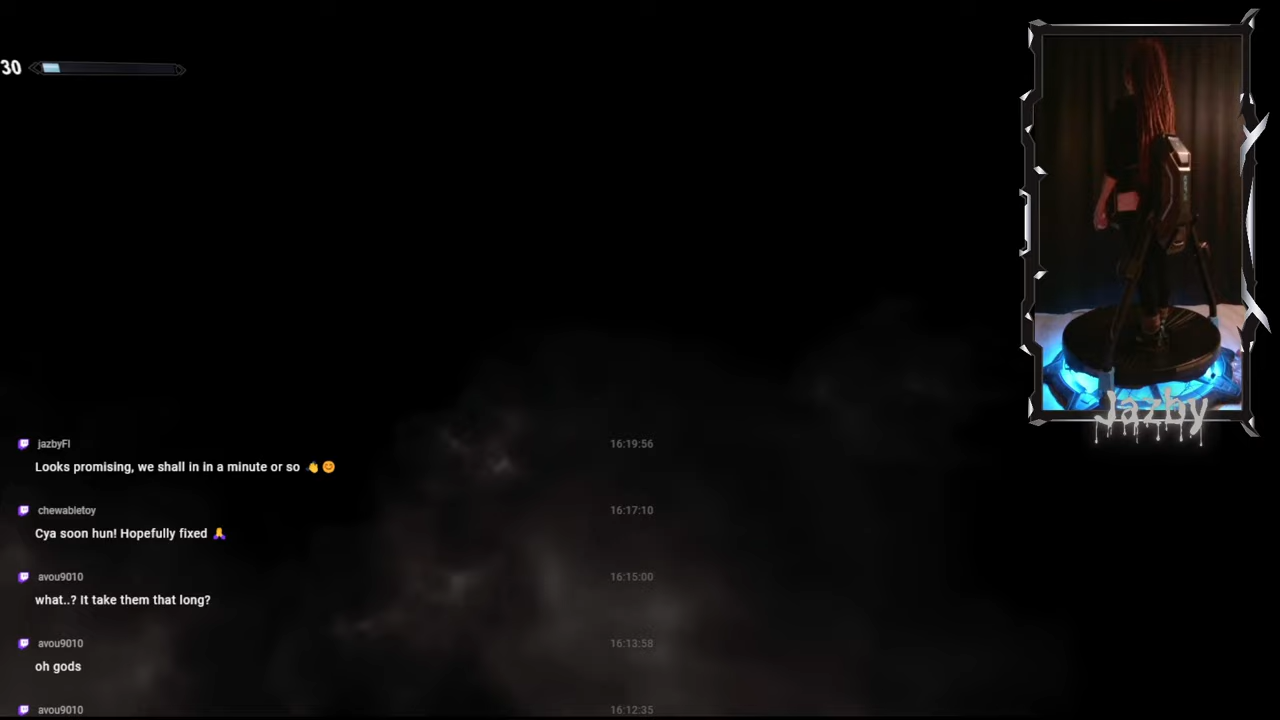 30
jazbyFI 16:19:56
Looks promising, we shall in in a minute or so 👏 😊
chewabletoy 16:17:10
Cya soon hun! Hopefully fixed 🙏
avou9010 16:15:00
what..? It take them that long?
avou9010 16:13:58
oh gods
avou9010 16:12:35
Jazby